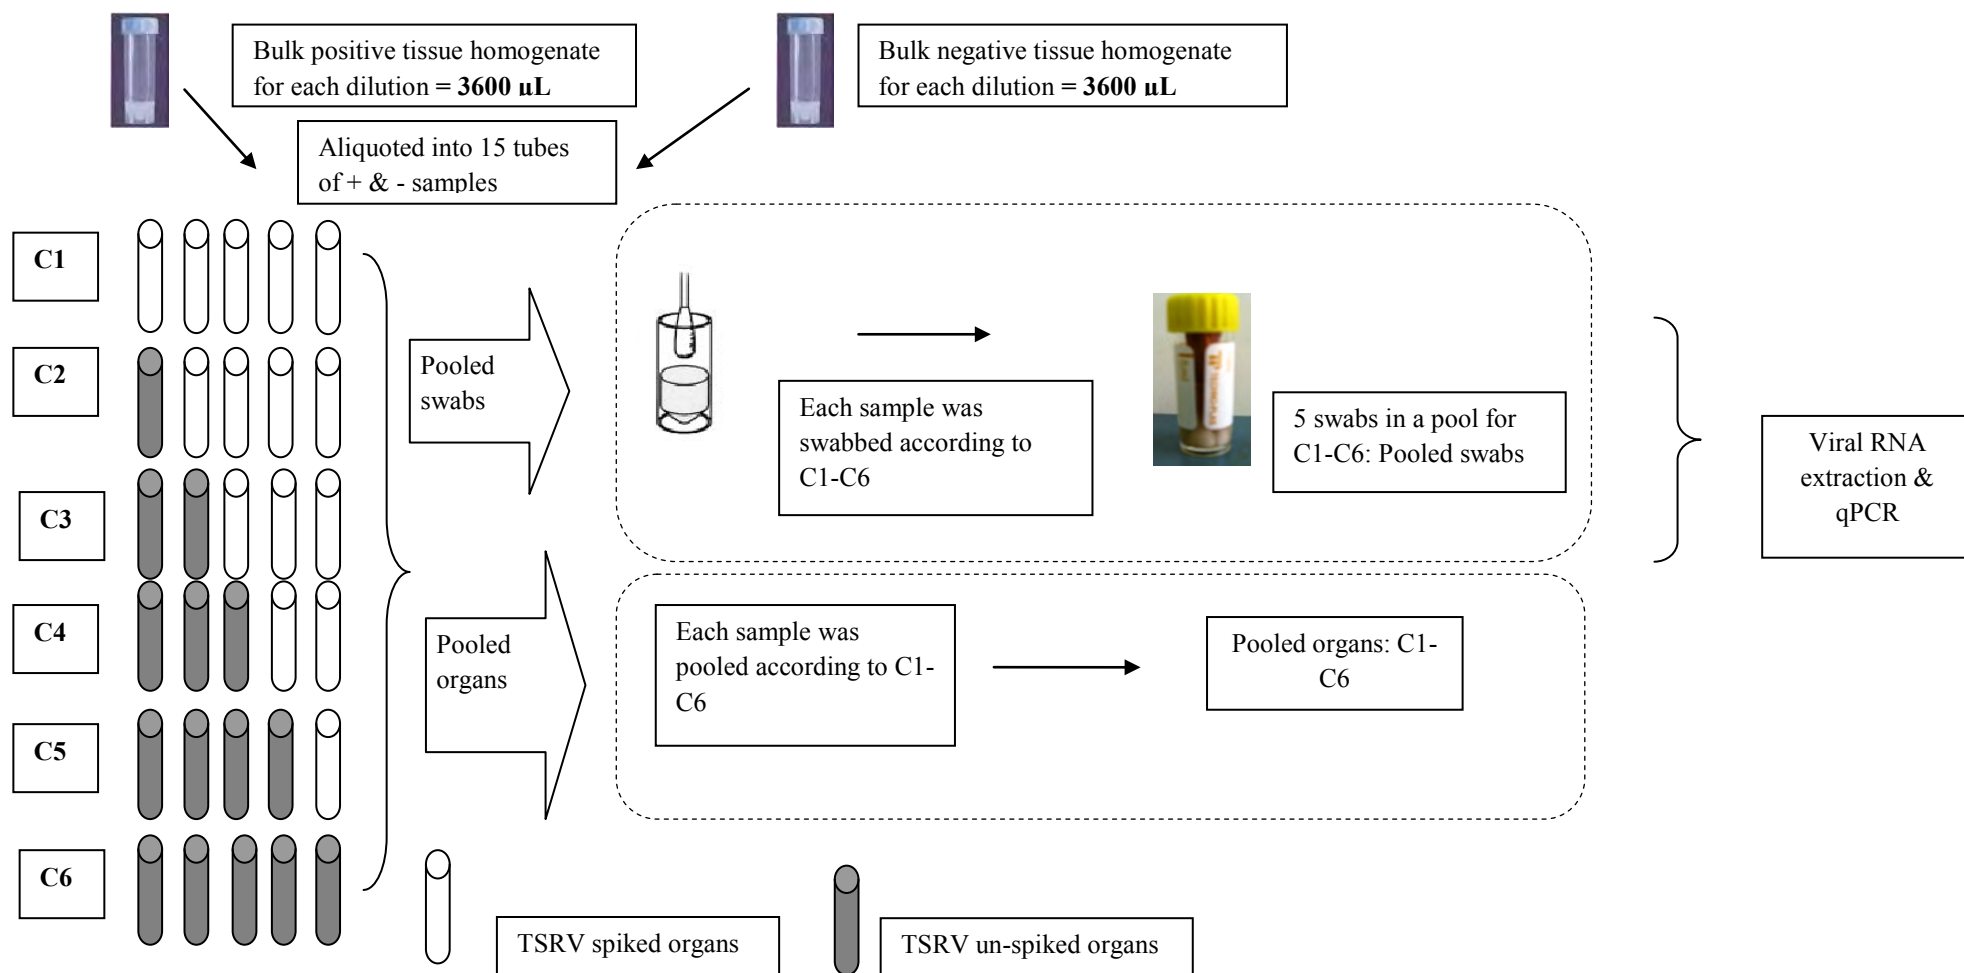 Bulk positive tissue homogenate
for each dilution = 3600 µL
Bulk negative tissue homogenate
for each dilution = 3600 µL
Aliquoted into 15 tubes
of + & - samples
C1
C2
C3
C4
C5
C6
Pooled
swabs
Each sample was
swabbed according to
C1-C6
5 swabs in a pool for
C1-C6: Pooled swabs
Viral RNA
extraction &
qPCR
Pooled
organs
Each sample was
pooled according to C1-
C6
Pooled organs: C1-
C6
TSRV spiked organs
TSRV un-spiked organs